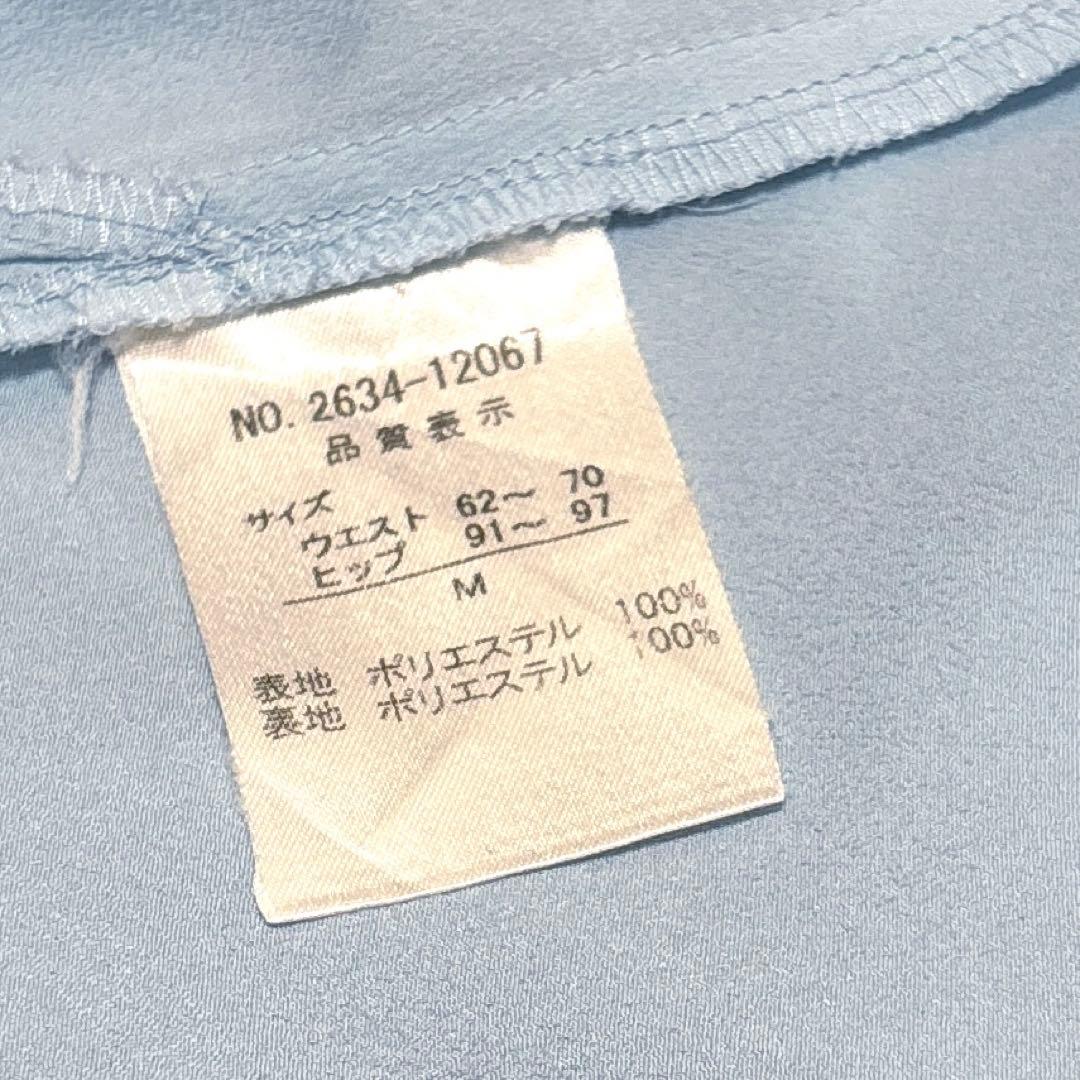 NO. 2634-12067
品質表示
サイズ
ウエスト 62〜 70
ヒップ 91〜 97
M
表地 ポリエステル 100%
裏地 ポリエステル 100%